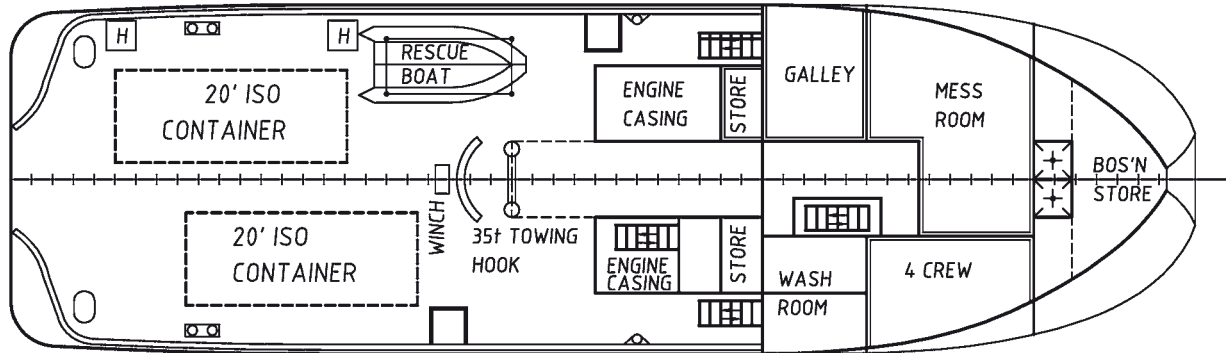 H
H
RESCUE
BOAT
20' ISO
CONTAINER
ENGINE
CASING
STORE
GALLEY
MESS
ROOM
BOS'N
STORE
WINCH
35t TOWING
HOOK
20' ISO
CONTAINER
ENGINE
CASING
STORE
WASH
ROOM
4 CREW